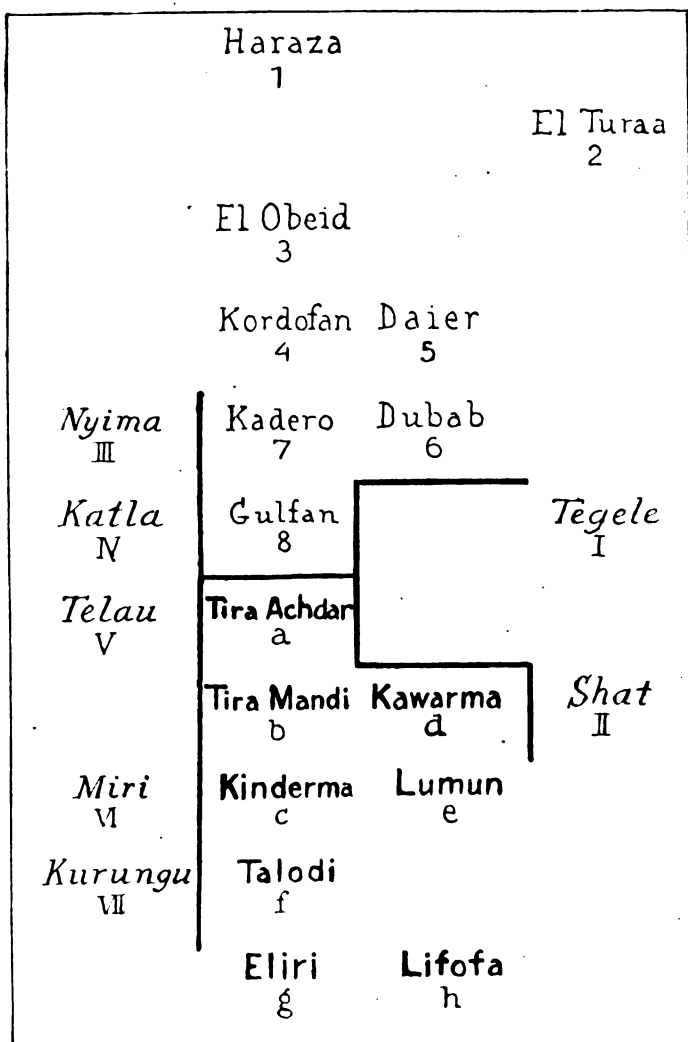 Haraza
1
El Turaa
2
El Obeid
3
Kordofan Daier
4 5
Nyima Kadero Dubab
III 7 6
Katla Gulfan Tegele
IV 8 I
Telau Tira Achdar
V a
Tira Mandi Kawarma Shat
b d II
Miri Kinderma Lumun
VI c e
Kurungu Talodi
VII f
Eliri Lifofa
g h